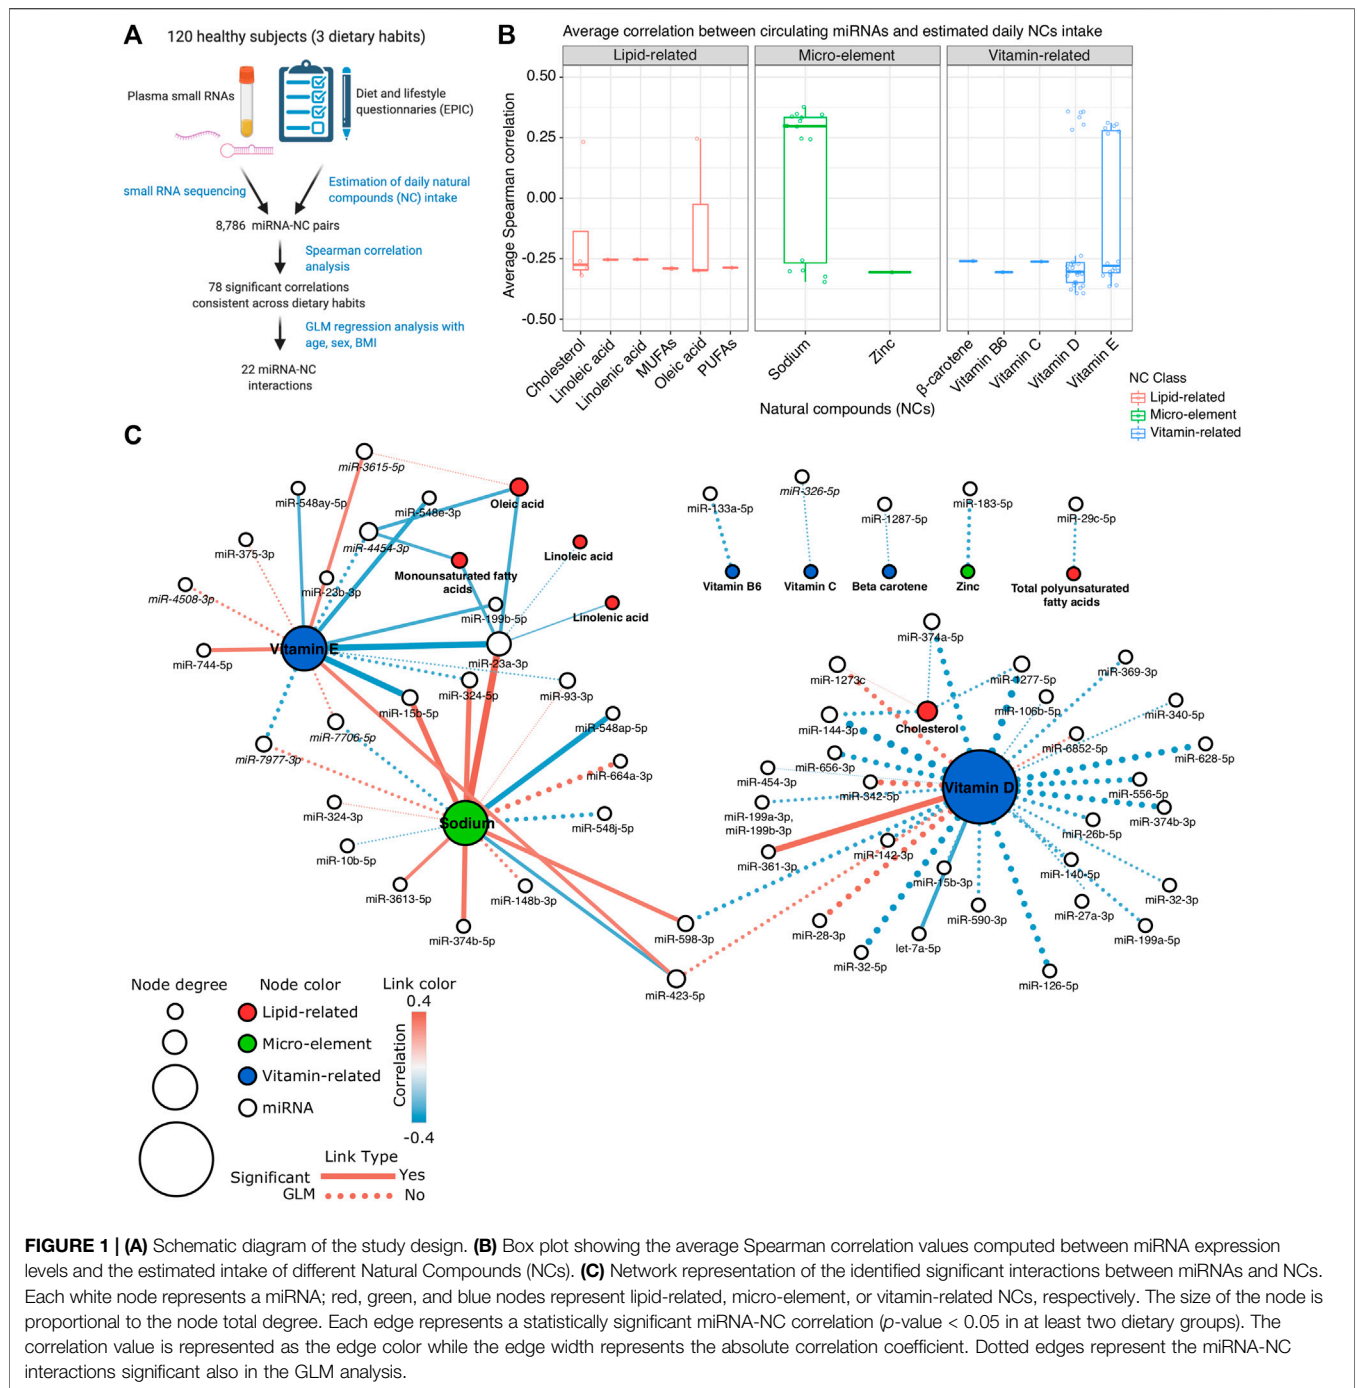 A
120 healthy subjects (3 dietary habits)
Plasma small RNAs
Diet and lifestyle
questionnaries (EPIC)
small RNA sequencing
Estimation of daily natural
compounds (NC) intake
8,786 miRNA-NC pairs
Spearman correlation
analysis
78 significant correlations
consistent across dietary habits
GLM regression analysis with
age, sex, BMI
22 miRNA-NC
interactions
B
Average correlation between circulating miRNAs and estimated daily NCs intake
Lipid-related
Micro-element
Vitamin-related
Average Spearman correlation
0.50
0.25
0.00
-0.25
-0.50
Cholesterol
Linoleic acid
Linolenic acid
MUFAs
Oleic acid
PUFAs
Sodium
Zinc
β-carotene
Vitamin B6
Vitamin C
Vitamin D
Vitamin E
Natural compounds (NCs)
NC Class
Lipid-related
Micro-element
Vitamin-related
C
miR-3615-5p
miR-548ay-5p
miR-548e-3p
Oleic acid
miR-375-3p
miR-4454-3p
Linoleic acid
Monounsaturated fatty
acids
miR-4508-3p
miR-23b-3p
miR-199b-5p
Linolenic acid
Vitamin E
miR-744-5p
miR-23a-3p
miR-324-5p
miR-93-3p
miR-15b-5p
miR-7706-5p
miR-548ap-5p
miR-7977-3p
miR-664a-3p
miR-324-3p
Sodium
miR-548j-5p
miR-10b-5p
miR-3613-5p
miR-148b-3p
miR-374b-5p
miR-598-3p
miR-423-5p
miR-133a-5p
miR-326-5p
miR-1287-5p
miR-183-5p
miR-29c-5p
Vitamin B6
Vitamin C
Beta carotene
Zinc
Total polyunsaturated
fatty acids
miR-374a-5p
miR-1273c
miR-1277-5p
miR-369-3p
miR-106b-5p
miR-340-5p
miR-144-3p
Cholesterol
miR-6852-5p
miR-628-5p
miR-656-3p
miR-454-3p
miR-342-5p
Vitamin D
miR-556-5p
miR-199a-3p,
miR-199b-3p
miR-374b-3p
miR-26b-5p
miR-361-3p
miR-142-3p
miR-140-5p
miR-15b-3p
miR-32-3p
miR-590-3p
miR-27a-3p
miR-28-3p
let-7a-5p
miR-199a-5p
miR-32-5p
miR-126-5p
Node degree
Node color
Lipid-related
Micro-element
Vitamin-related
miRNA
Link color
0.4
Correlation
-0.4
Link Type
Significant
GLM
Yes
No
FIGURE 1 | (A) Schematic diagram of the study design. (B) Box plot showing the average Spearman correlation values computed between miRNA expression
levels and the estimated intake of different Natural Compounds (NCs). (C) Network representation of the identified significant interactions between miRNAs and NCs.
Each white node represents a miRNA; red, green, and blue nodes represent lipid-related, micro-element, or vitamin-related NCs, respectively. The size of the node is
proportional to the node total degree. Each edge represents a statistically significant miRNA-NC correlation (p-value < 0.05 in at least two dietary groups). The
correlation value is represented as the edge color while the edge width represents the absolute correlation coefficient. Dotted edges represent the miRNA-NC
interactions significant also in the GLM analysis.